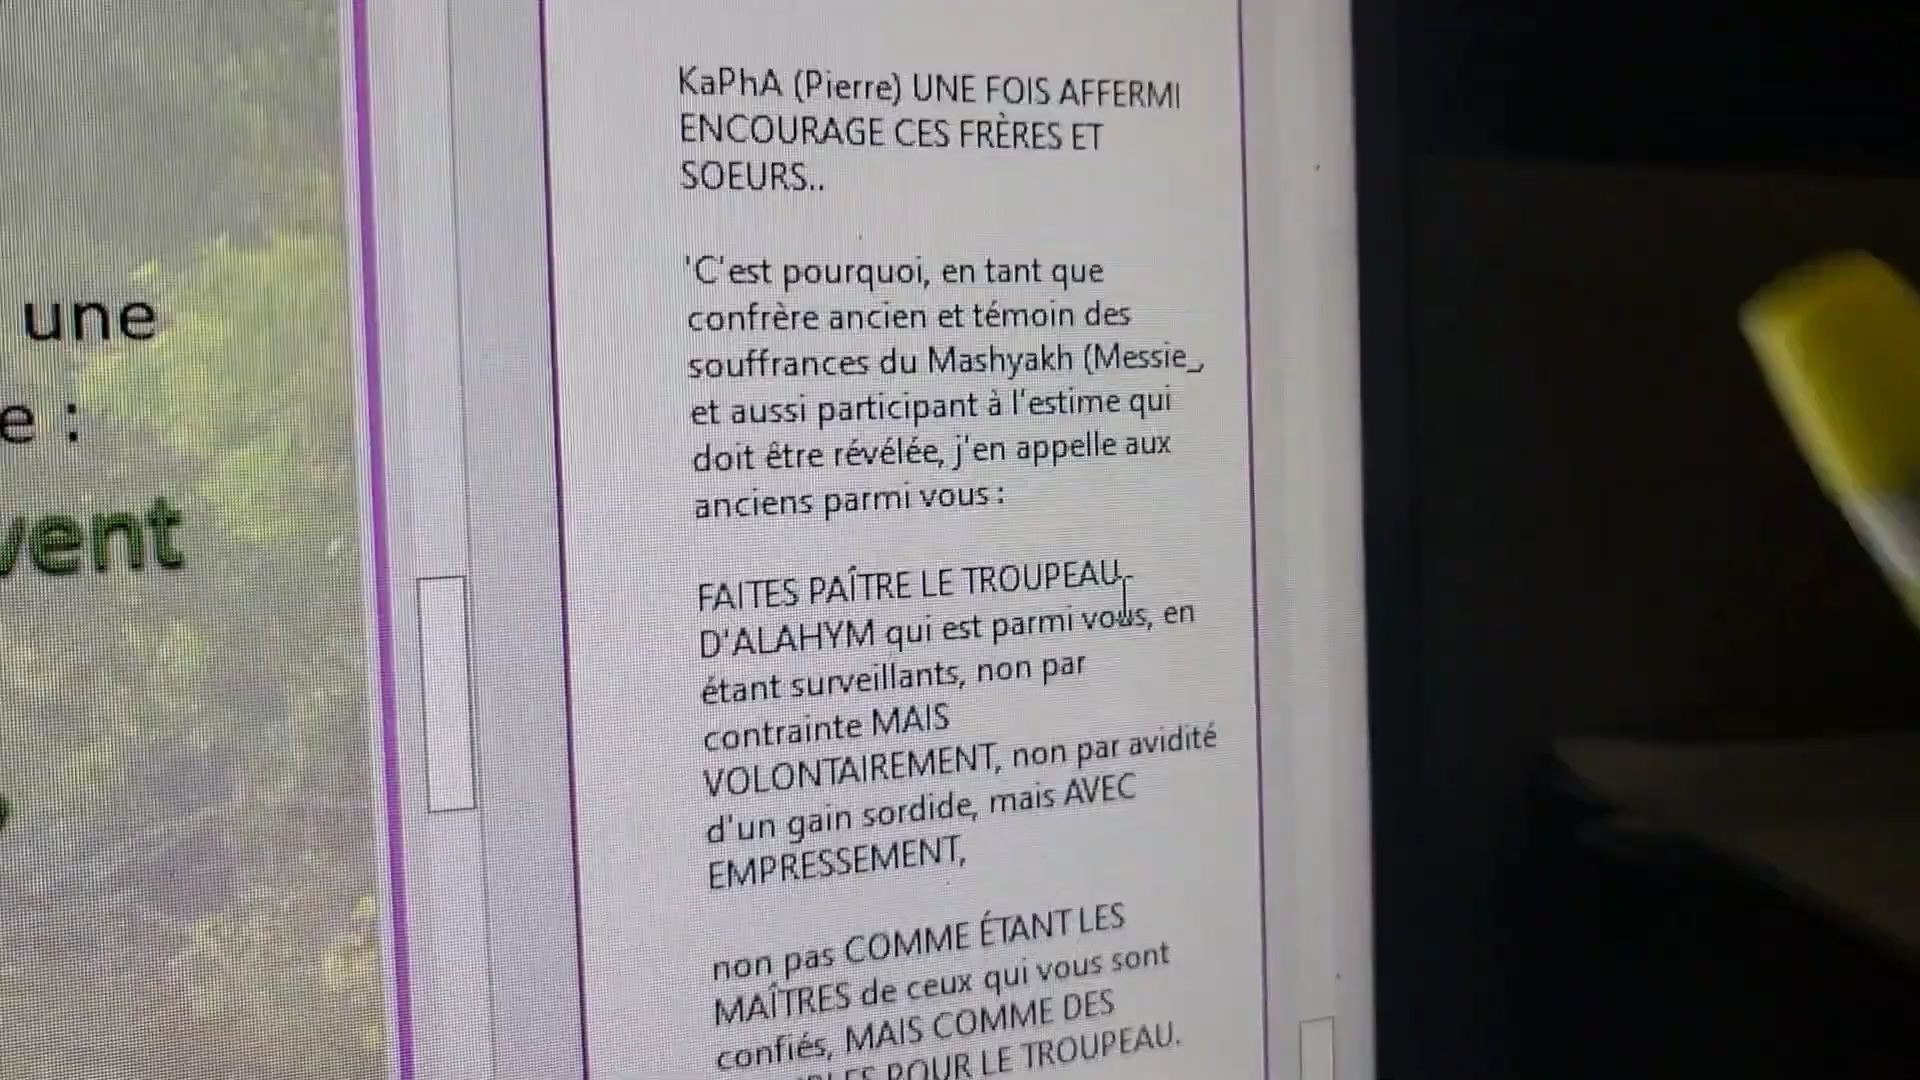 une
e :
vent
KaPhA (Pierre) UNE FOIS AFFERMI
ENCOURAGE CES FRÈRES ET
SOEURS..
'C'est pourquoi, en tant que
confrère ancien et témoin des
souffrances du Mashyakh (Messie_,
et aussi participant à l'estime qui
doit être révélée, j'en appelle aux
anciens parmi vous :
FAITES PAÎTRE LE TROUPEAU
D'ALAHYM qui est parmi vous, en
étant surveillants, non par
contrainte MAIS
VOLONTAIREMENT, non par avidité
d'un gain sordide, mais AVEC
EMPRESSEMENT,
non pas COMME ÉTANT LES
MAÎTRES de ceux qui vous sont
confiés, MAIS COMME DES
POUR LE TROUPEAU.